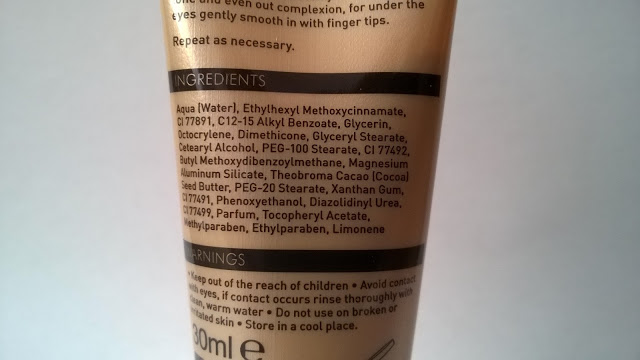 one and even out complexion, for under the
eyes gently smooth in with finger tips.
Repeat as necessary.
INGREDIENTS
Aqua (Water), Ethylhexyl Methoxycinnamate,
CI 77891, C12-15 Alkyl Benzoate, Glycerin,
Octocrylene, Dimethicone, Glyceryl Stearate,
Cetearyl Alcohol, PEG-100 Stearate, CI 77492,
Butyl Methoxydibenzoylmethane, Magnesium
Aluminum Silicate, Theobroma Cacao (Cocoa)
Seed Butter, PEG-20 Stearate, Xanthan Gum,
CI 77491, Phenoxyethanol, Diazolidinyl Urea,
CI 77499, Parfum, Tocopheryl Acetate,
Methylparaben, Ethylparaben, Limonene
WARNINGS
• Keep out of the reach of children • Avoid contact
with eyes, if contact occurs rinse thoroughly with
clean, warm water • Do not use on broken or
irritated skin • Store in a cool place.
30ml e